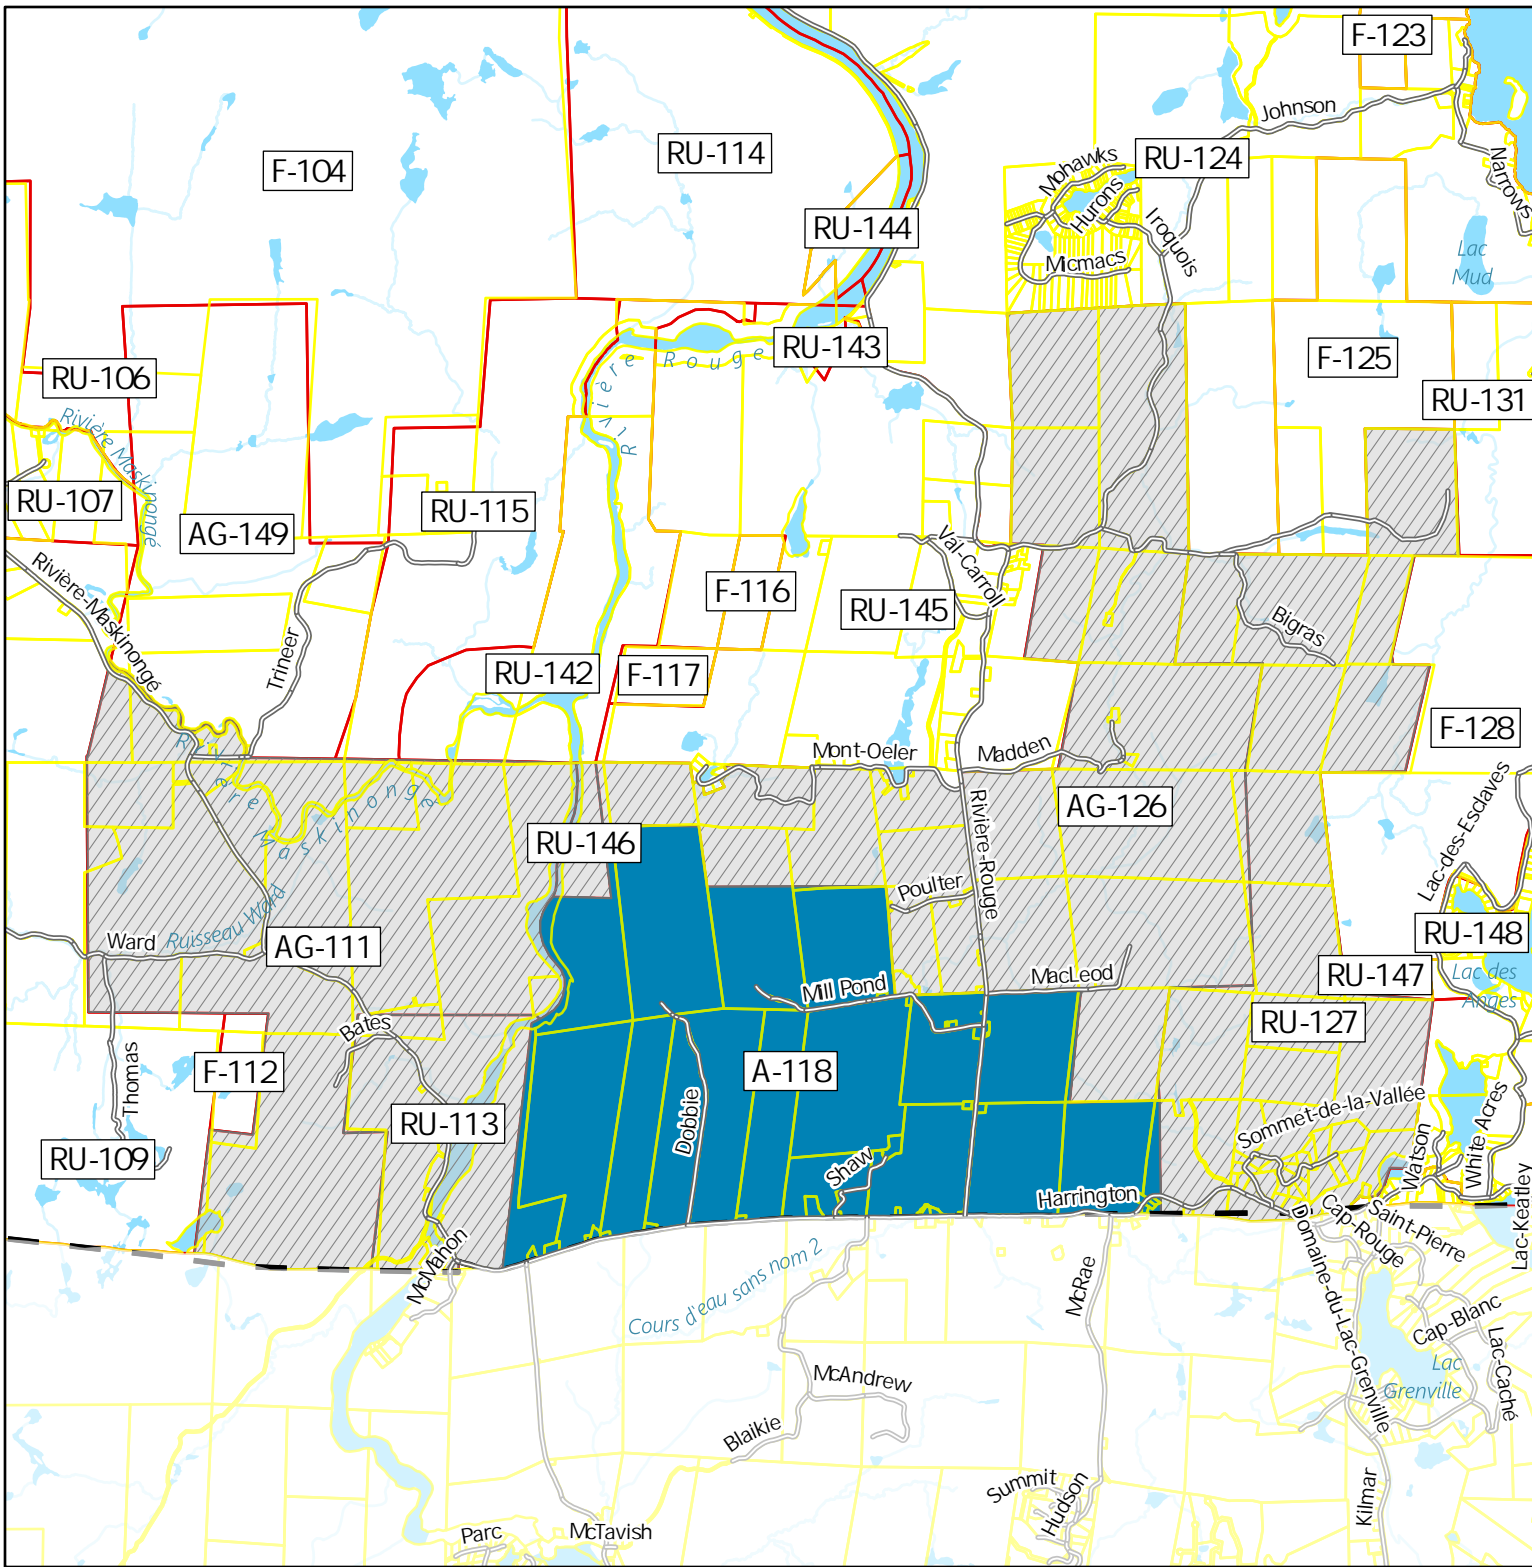 F-123
Johnson
RU-114
RU-124
Mohawks
F-104
Narrows
Hurons
RU-144
Iroquois
Micmacs
Lac
Mud
RU-143
Rivière Rouge
F-125
RU-106
RU-131
Rivière Maskinongé
RU-107
RU-115
AG-149
Val-Carroll
Rivière-Maskinongé
F-116
RU-145
Bigras
Trineer
RU-142
F-117
F-128
Mont-Oeler
Madden
Rivière Maskinongé
AG-126
Rivière-Rouge
Lac-des-Esclaves
RU-146
Poulter
Ward
Ruisseau Ward
AG-111
RU-148
RU-147
Lac des
Anges
MacLeod
Mill Pond
Bates
RU-127
Thomas
F-112
A-118
Dobbie
RU-113
Sommet-de-la-Vallée
Watson
White Acres
RU-109
Shaw
Harrington
Lac-Keatley
Cap-Rouge
Saint-Pierre
Domaine-du-Lac-Grenville
McMahon
Cours d'eau sans nom 2
McRae
Cap-Blanc
Lac-Caché
Lac
Grenville
McAndrew
Blaikie
Summit
Hudson
Kilmar
Parc
McTavish